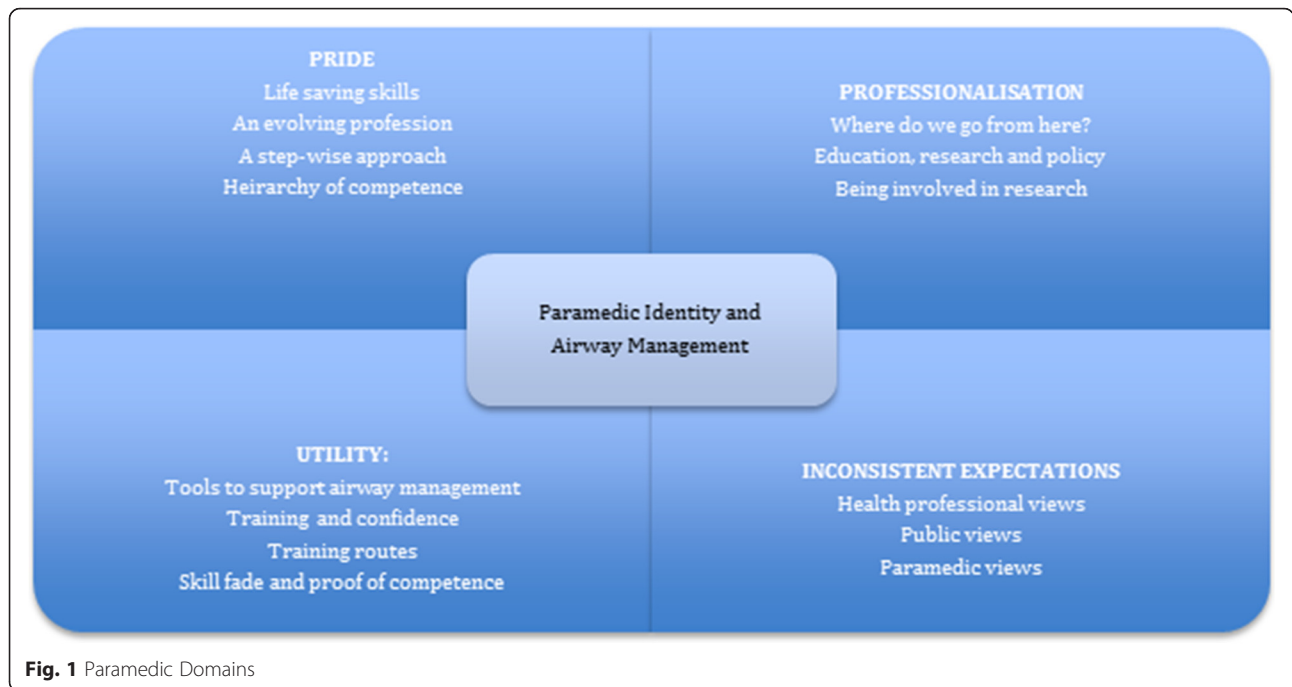 PRIDE
Life saving skills
An evolving profession
A step-wise approach
Heirarchy of competence
PROFESSIONALISATION
Where do we go from here?
Education, research and policy
Being involved in research
Paramedic Identity and
Airway Management
UTILITY:
Tools to support airway management
Training and confidence
Training routes
Skill fade and proof of competence
INCONSISTENT EXPECTATIONS
Health professional views
Public views
Paramedic views
Fig. 1 Paramedic Domains